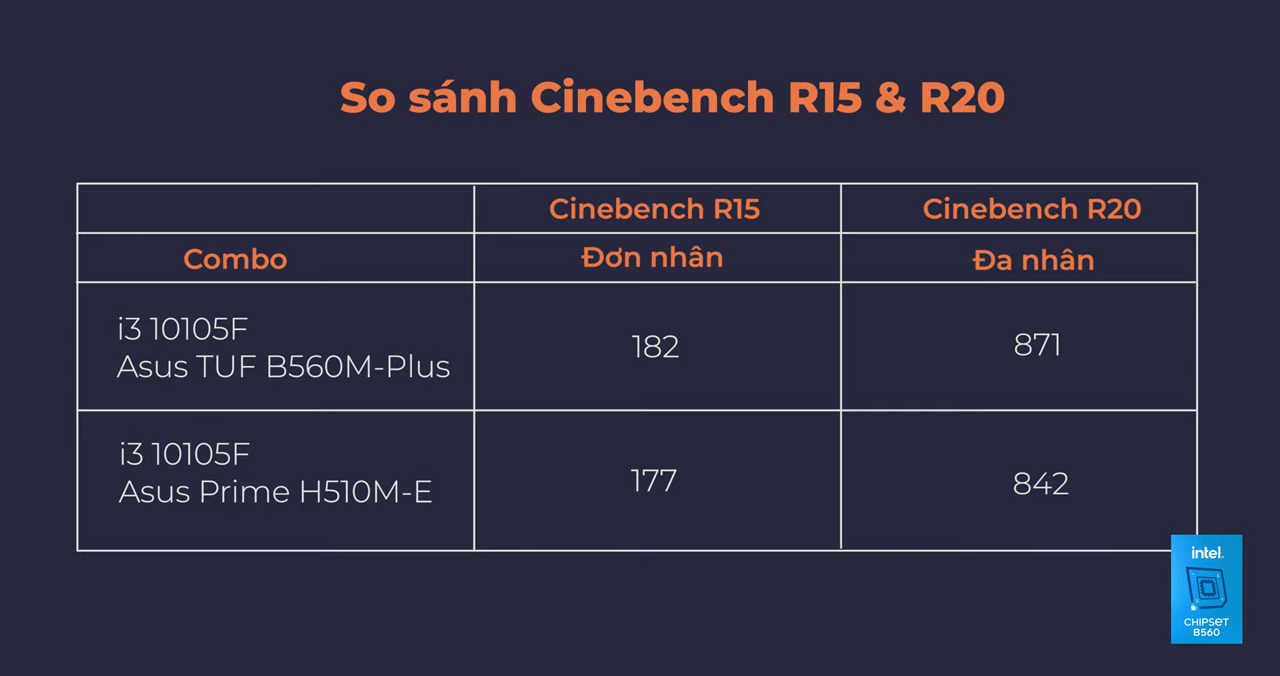 So sánh Cinebench R15 & R20
Cinebench R15
Cinebench R20
Combo
Đơn nhân
Đa nhân
i3 10105F
Asus TUF B560M-Plus
182
871
i3 10105F
Asus Prime H510M-E
177
842
intel.
CHIPSET
B560